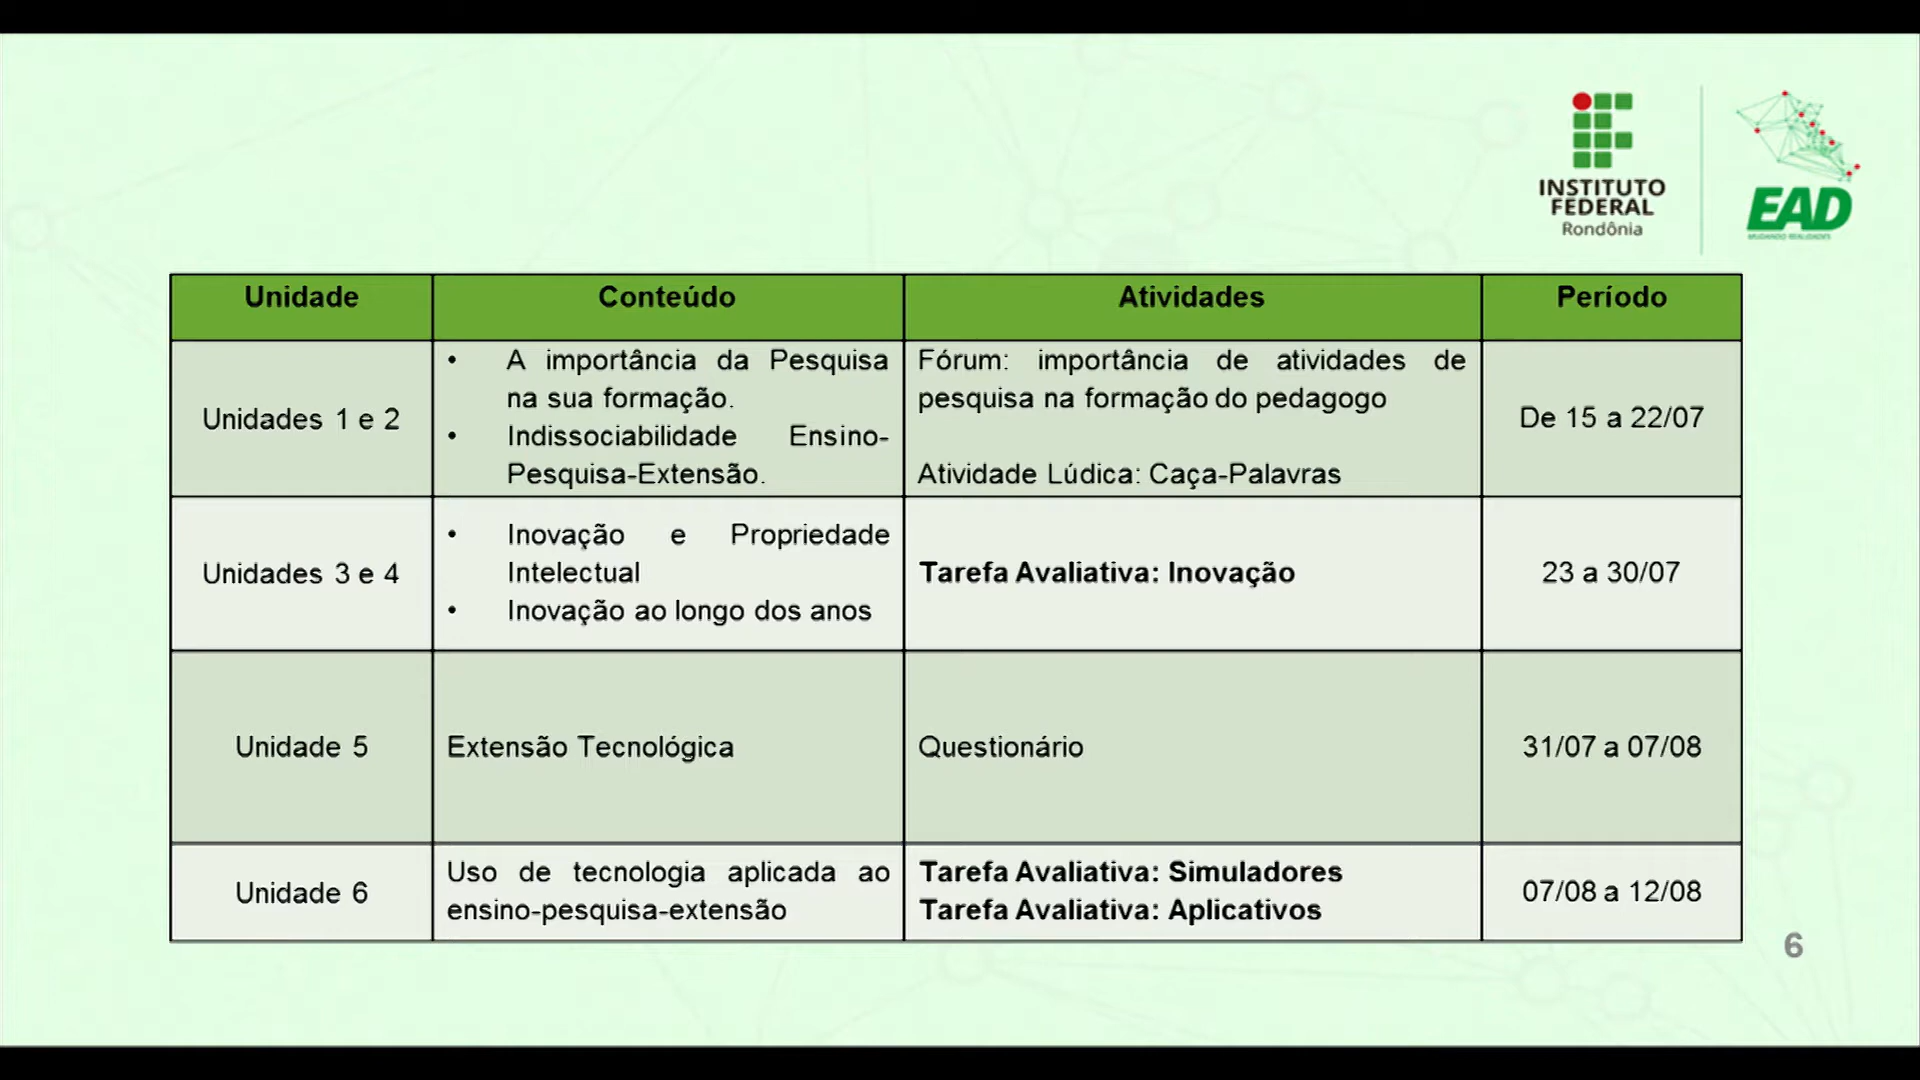 INSTITUTO
FEDERAL
Rondônia
EAD
MUDANDO REALIDADES
Unidade Conteúdo Atividades Período
Unidades 1 e 2
• A importância da Pesquisa
na sua formação.
• Indissociabilidade Ensino-
Pesquisa-Extensão.
Fórum: importância de atividades de
pesquisa na formação do pedagogo
Atividade Lúdica: Caça-Palavras
De 15 a 22/07
Unidades 3 e 4
• Inovação e Propriedade
Intelectual
• Inovação ao longo dos anos
Tarefa Avaliativa: Inovação
23 a 30/07
Unidade 5
Extensão Tecnológica
Questionário
31/07 a 07/08
Unidade 6
Uso de tecnologia aplicada ao
ensino-pesquisa-extensão
Tarefa Avaliativa: Simuladores
Tarefa Avaliativa: Aplicativos
07/08 a 12/08
6